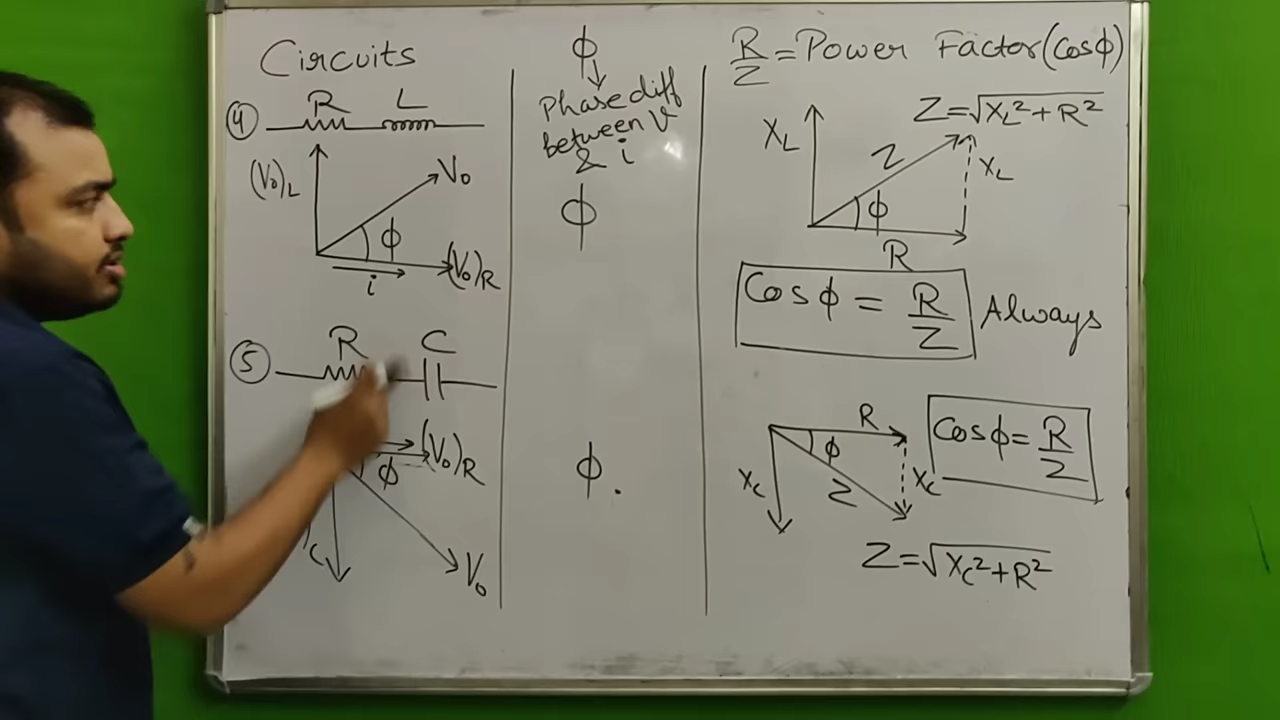 Circuits
④ R L
(V₀)L
V₀
ϕ
(V₀)R
i
⑤ R C
(V₀)R
ϕ
C
V₀
ϕ
↓
Phase diff
between V
& i
ϕ
ϕ.
R/Z = Power Factor (Cosϕ)
Z=√XL²+R²
XL
Z
XL
ϕ
R
Cosϕ = R/Z Always
R
ϕ
XC
Z
XC
Cosϕ = R/Z
Z=√XC²+R²